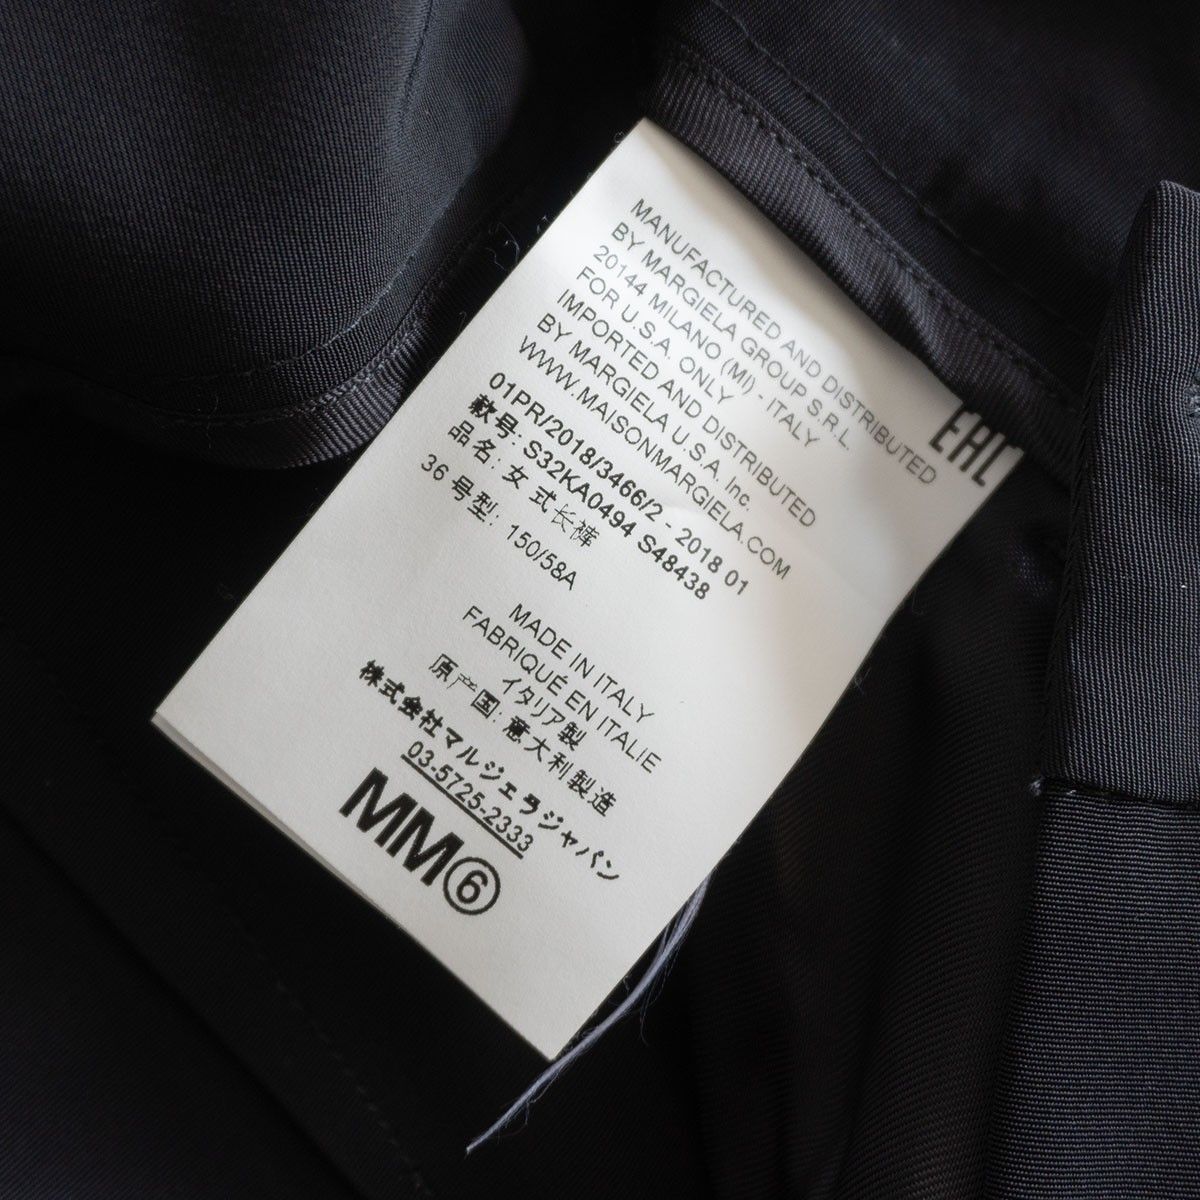 MANUFACTURED AND DISTRIBUTED
BY MARGIELA GROUP S.R.L.
20144 MILANO (MI) - ITALY
FOR U.S.A. ONLY
IMPORTED AND DISTRIBUTED
BY MARGIELA U.S.A. Inc.
WWW.MAISONMARGIELA.COM
EAC
01PR/2018/3466/2 - 2018 01
款号: S32KA0494 S48438
品名: 女 式长裤
36 号型: 150/58A
MADE IN ITALY
FABRIQUÉ EN ITALIE
イタリア製
原产国: 意大利製造
株式会社マルジェラジャパン
03-5725-2333
MM⑥